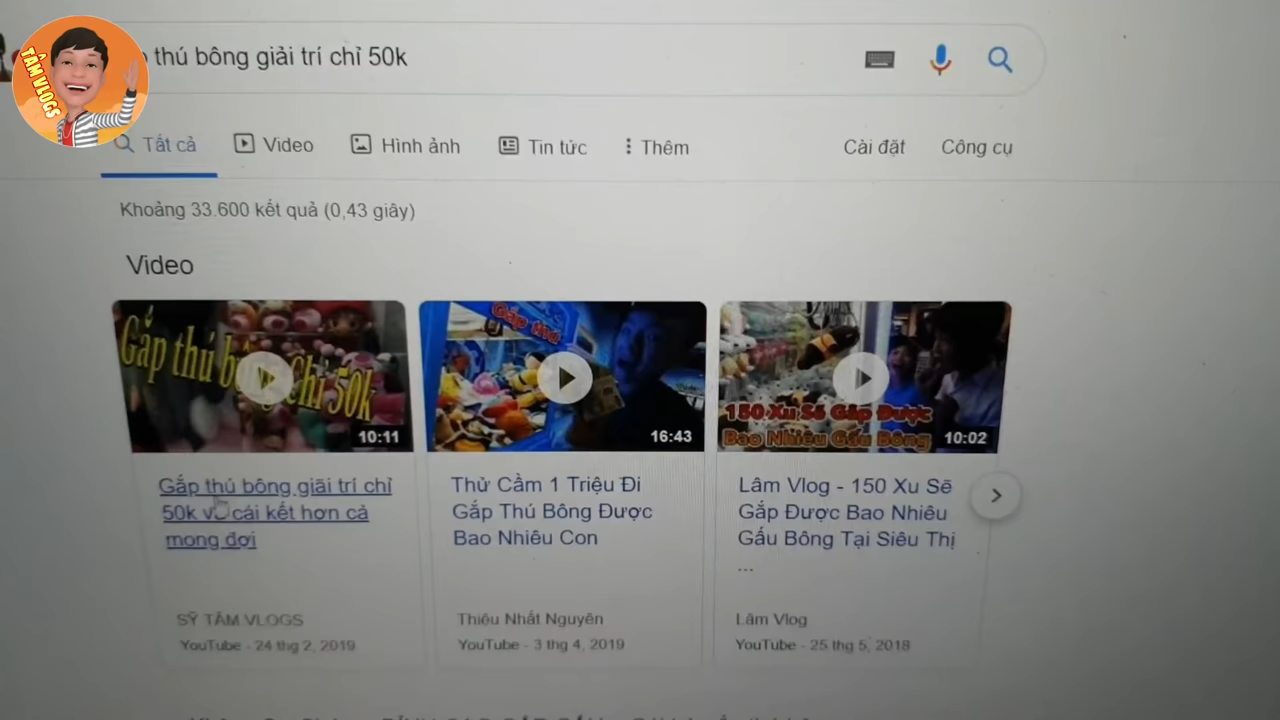 TÂM VLOGS
thú bông giải trí chỉ 50k
Tất cả
Video
Hình ảnh
Tin tức
Thêm
Cài đặt
Công cụ
Khoảng 33.600 kết quả (0,43 giây)
Video
Gắp thú bông Chỉ 50k
10:11
Gắp thú
16:43
150 Xu Sẽ Gắp Được
Bao Nhiêu Gấu Bông
10:02
Gắp thú bông giãi trí chỉ
50k và cái kết hơn cả
mong đợi
Thử Cầm 1 Triệu Đi
Gắp Thú Bông Được
Bao Nhiêu Con
Lâm Vlog - 150 Xu Sẽ
Gắp Được Bao Nhiêu
Gấu Bông Tại Siêu Thị
...
SỸ TÂM VLOGS
YouTube - 24 thg 2, 2019
Thiêu Nhất Nguyên
YouTube - 3 thg 4, 2019
Lâm Vlog
YouTube - 25 thg 5, 2018